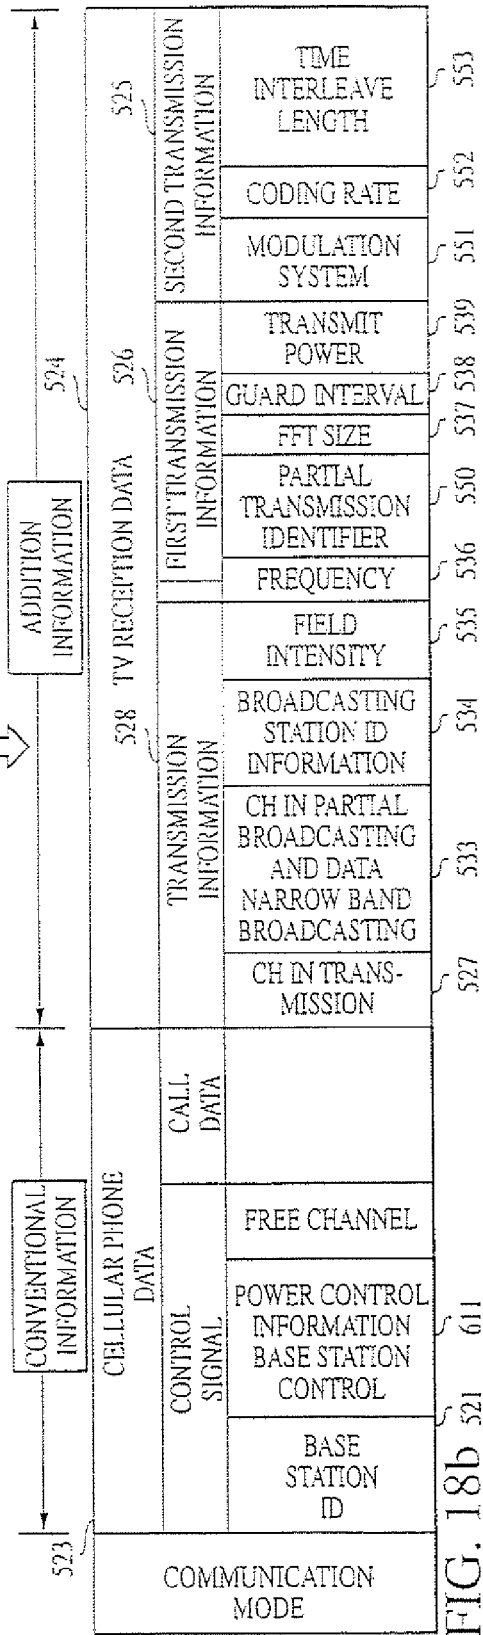 CONVENTIONAL
INFORMATION
ADDITION
INFORMATION
523
524
COMMUNICATION
MODE
CELLULAR PHONE
DATA
TV RECEPTION DATA
CONTROL
SIGNAL
CALL
DATA
528
TRANSMISSION
INFORMATION
526
FIRST TRANSMISSION
INFORMATION
525
SECOND TRANSMISSION
INFORMATION
BASE
STATION
ID
POWER CONTROL
INFORMATION
BASE STATION
CONTROL
FREE CHANNEL
CH IN TRANS-
MISSION
CH IN PARTIAL
BROADCASTING
AND DATA
NARROW BAND
BROADCASTING
BROADCASTING
STATION ID
INFORMATION
FIELD
INTENSITY
FREQUENCY
PARTIAL
TRANSMISSION
IDENTIFIER
FFT SIZE
GUARD INTERVAL
TRANSMIT
POWER
MODULATION
SYSTEM
CODING RATE
TIME
INTERLEAVE
LENGTH
521
611
527
533
534
535
536
550
537
538
539
551
552
553
FIG. 18b